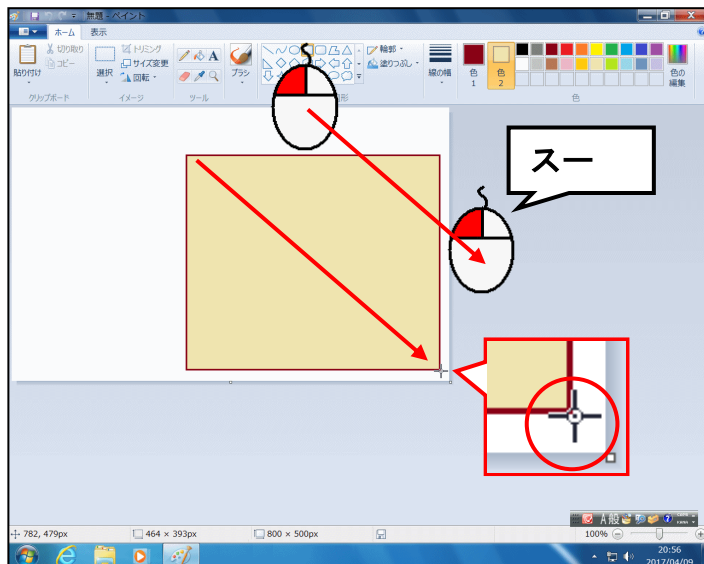 無題 - ペイント
ホーム 表示
貼り付け
切り取り
コピー
クリップボード
選択
トリミング
サイズ変更
回転
イメージ
A
ツール
ブラシ
輪郭
塗りつぶし
図形
線の幅
色
1
色
2
色の
編集
色
スー
A 般
782, 479px
464 × 393px
800 × 500px
100%
20:56
2017/04/09